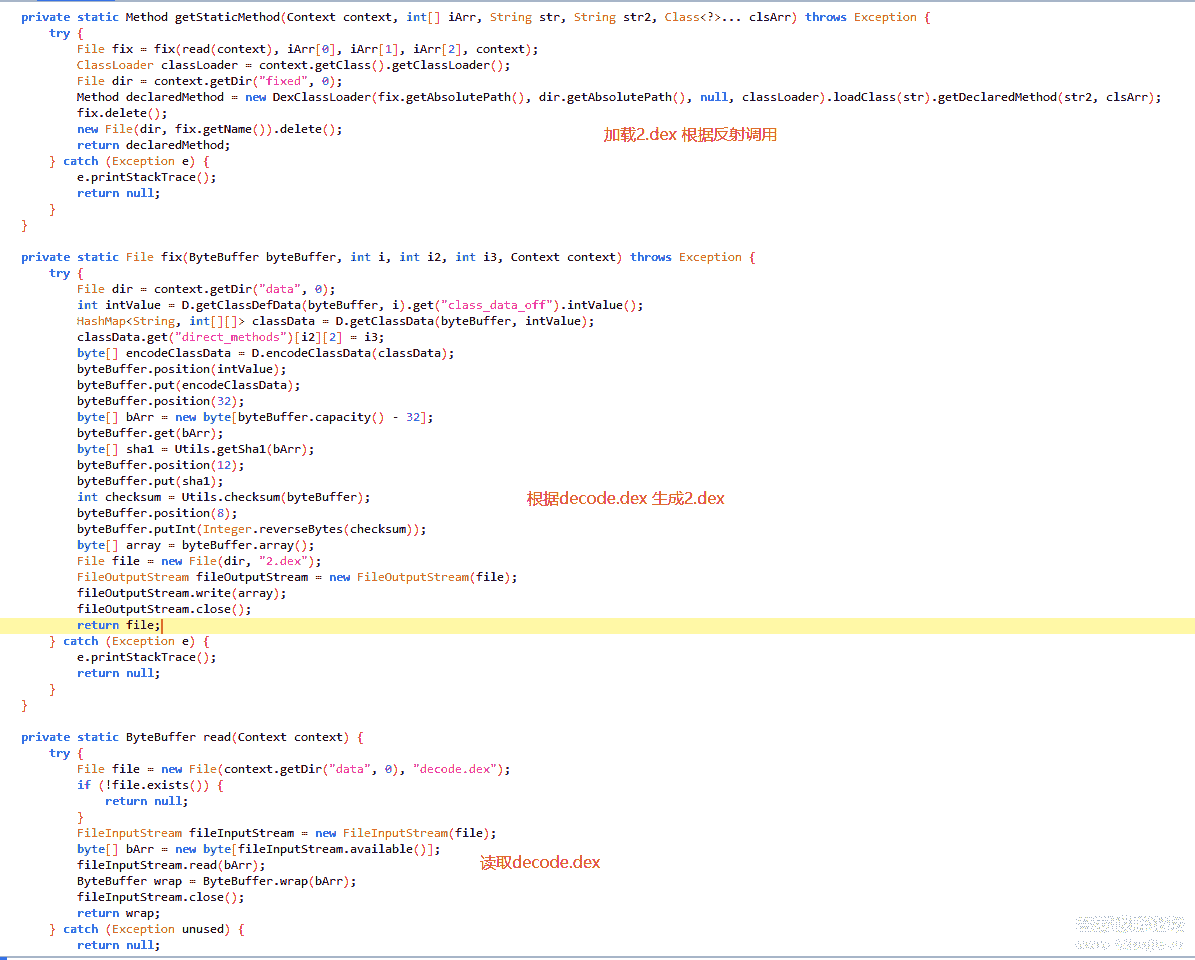 private static Method getStaticMethod(Context context, int[] iArr, String str, String str2, Class<?>... clsArr) throws Exception {
try {
File fix = fix(read(context), iArr[0], iArr[1], iArr[2], context);
ClassLoader classLoader = context.getClass().getClassLoader();
File dir = context.getDir("fixed", 0);
Method declaredMethod = new DexClassLoader(fix.getAbsolutePath(), dir.getAbsolutePath(), null, classLoader).loadClass(str).getDeclaredMethod(str2, clsArr);
fix.delete();
new File(dir, fix.getName()).delete();
加载2.dex 根据反射调用
return declaredMethod;
} catch (Exception e) {
e.printStackTrace();
return null;
}
}
private static File fix(ByteBuffer byteBuffer, int i, int i2, int i3, Context context) throws Exception {
try {
File dir = context.getDir("data", 0);
int intValue = D.getClassDefData(byteBuffer, i).get("class_data_off").intValue();
HashMap<String, int[][]> classData = D.getClassData(byteBuffer, intValue);
classData.get("direct_methods")[i2][2] = i3;
byte[] encodeClassData = D.encodeClassData(classData);
byteBuffer.position(intValue);
byteBuffer.put(encodeClassData);
byteBuffer.position(32);
byte[] bArr = new byte[byteBuffer.capacity() - 32];
byteBuffer.get(bArr);
byte[] sha1 = Utils.getSha1(bArr);
byteBuffer.position(12);
byteBuffer.put(sha1);
int checksum = Utils.checksum(byteBuffer);
根据decode.dex 生成2.dex
byteBuffer.position(8);
byteBuffer.putInt(Integer.reverseBytes(checksum));
byte[] array = byteBuffer.array();
File file = new File(dir, "2.dex");
FileOutputStream fileOutputStream = new FileOutputStream(file);
fileOutputStream.write(array);
fileOutputStream.close();
return file;
} catch (Exception e) {
e.printStackTrace();
return null;
}
}
private static ByteBuffer read(Context context) {
try {
File file = new File(context.getDir("data", 0), "decode.dex");
if (!file.exists()) {
return null;
}
FileInputStream fileInputStream = new FileInputStream(file);
byte[] bArr = new byte[fileInputStream.available()];
fileInputStream.read(bArr);
读取decode.dex
ByteBuffer wrap = ByteBuffer.wrap(bArr);
fileInputStream.close();
return wrap;
} catch (Exception unused) {
return null;